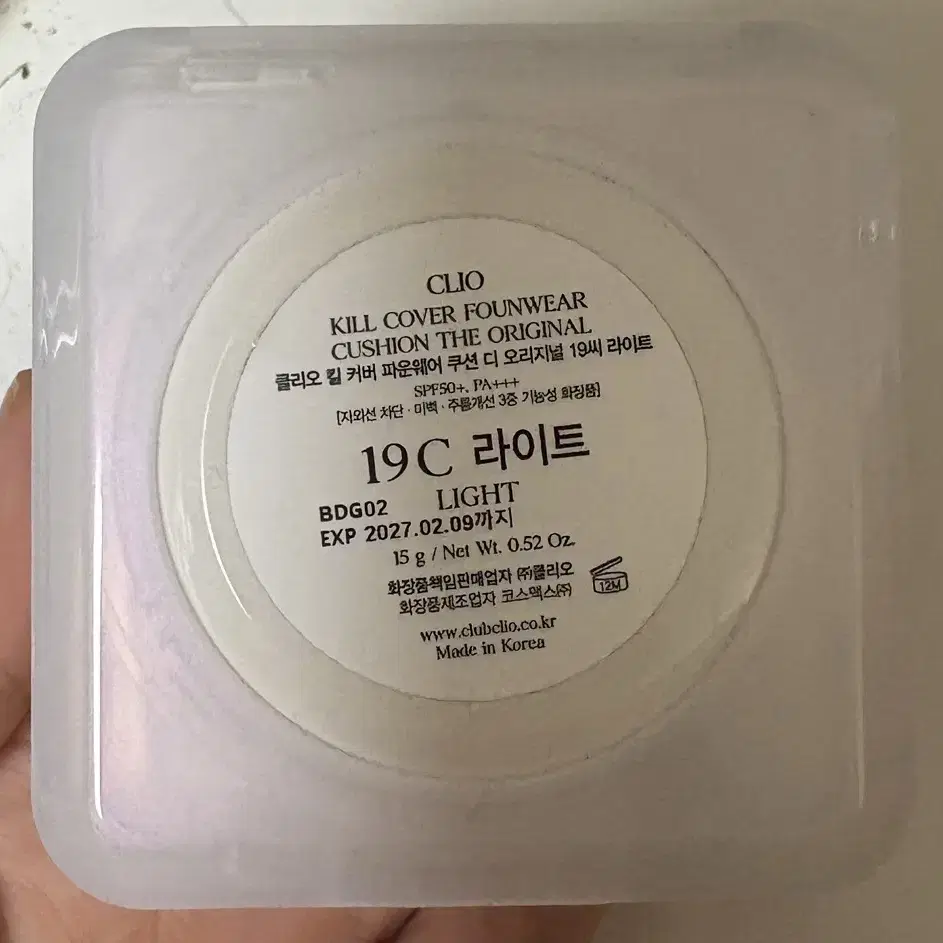 CLIO
KILL COVER FOUNWEAR
CUSHION THE ORIGINAL
클리오 킬 커버 파운웨어 쿠션 디 오리지널 19씨 라이트
SPF50+, PA+++
[자외선 차단 · 미백 · 주름개선 3중 기능성 화장품]
19 C 라이트
LIGHT
BDG02
EXP 2027.02.09까지
15 g / Net Wt. 0.52 Oz.
화장품책임판매업자 ㈜클리오
화장품제조업자 코스맥스㈜
12M
www.clubclio.co.kr
Made in Korea